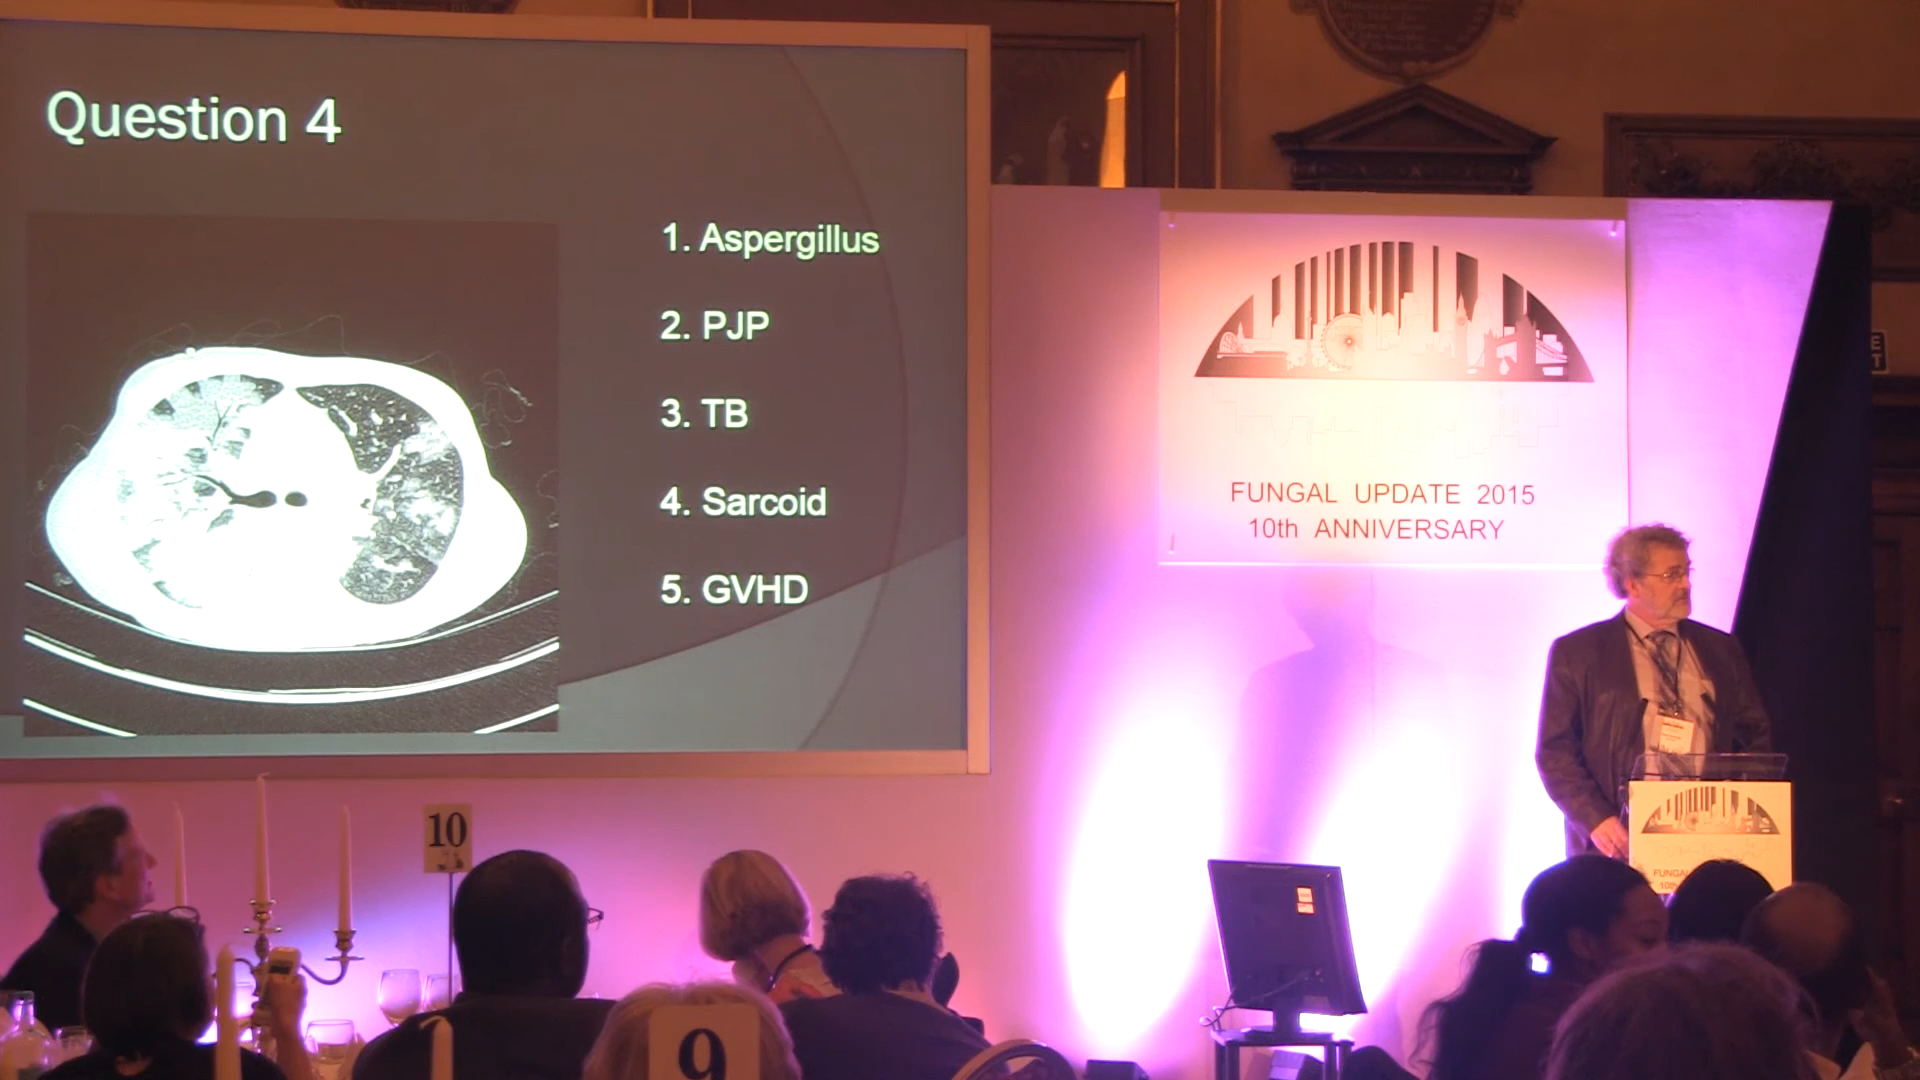 Question 4
1. Aspergillus
2. PJP
3. TB
4. Sarcoid
5. GVHD
FUNGAL UPDATE 2015
10th ANNIVERSARY
10
9